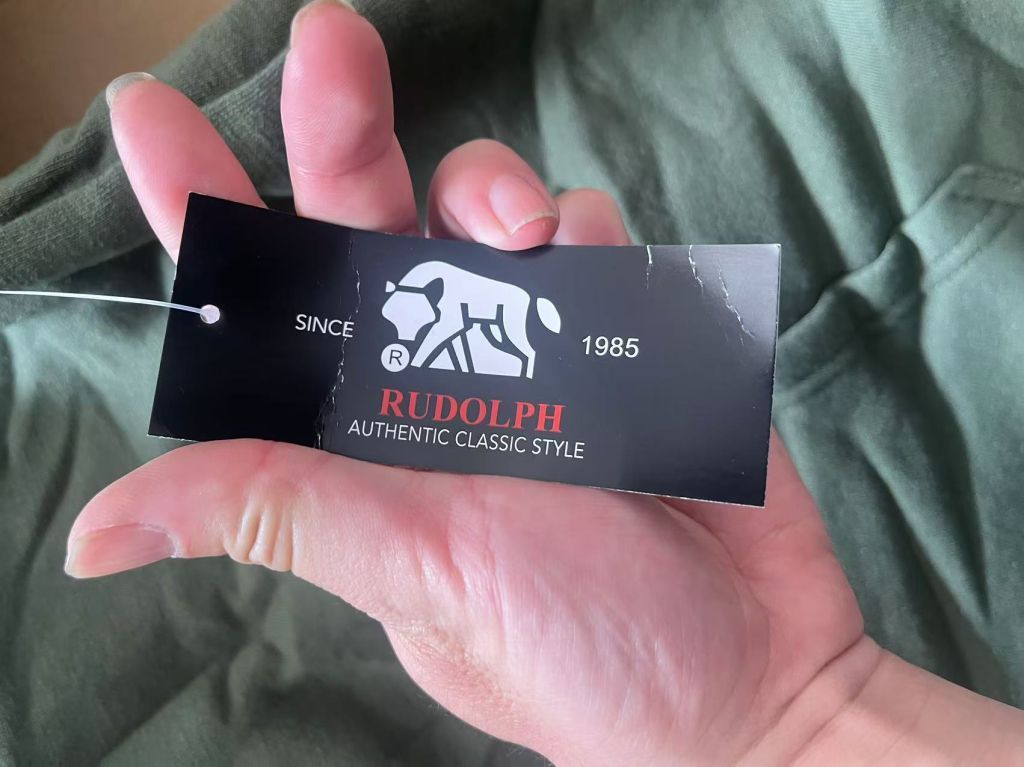 SINCE
1985
®
RUDOLPH
AUTHENTIC CLASSIC STYLE